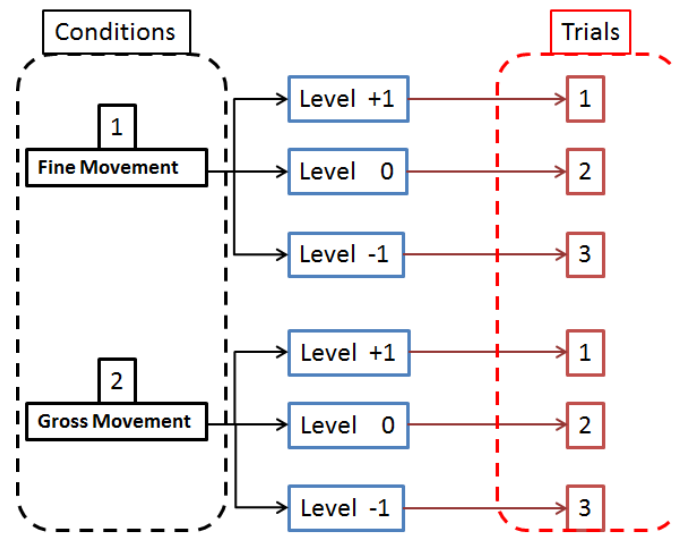 Conditions
Trials
1
Fine Movement
Level +1
1
Level 0
2
Level -1
3
2
Gross Movement
Level +1
1
Level 0
2
Level -1
3